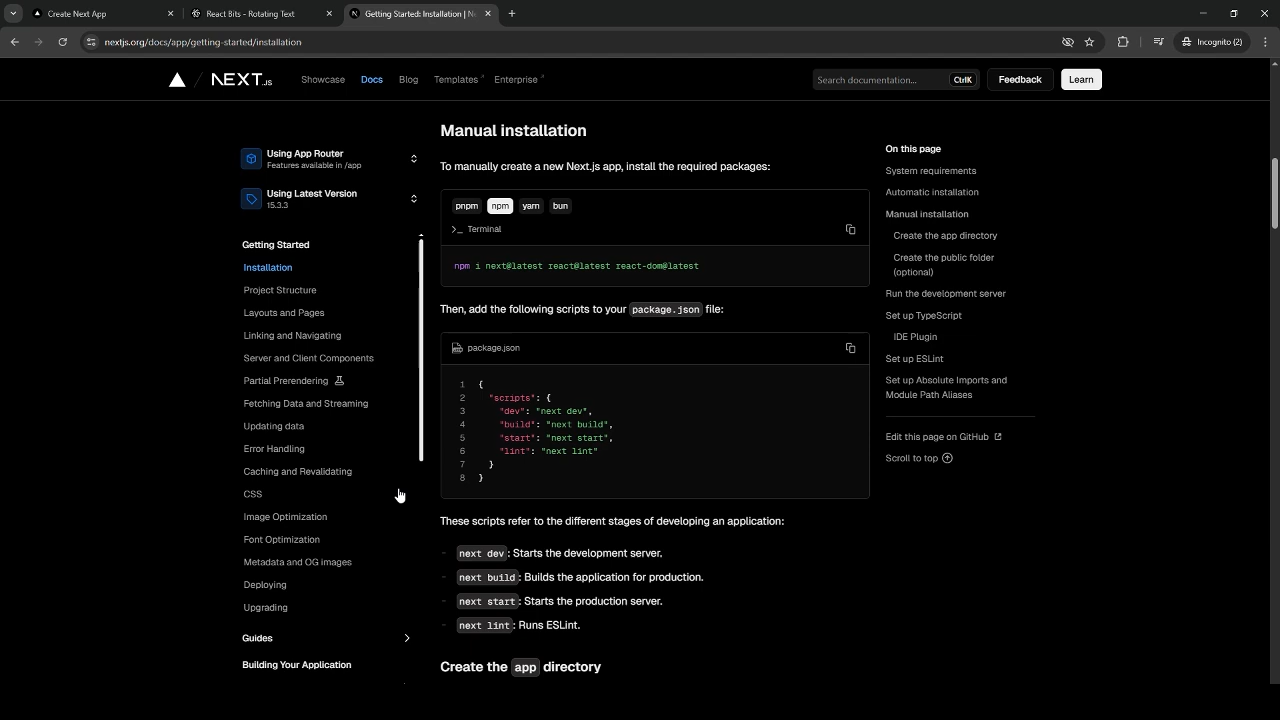 Create Next App
React Bits - Rotating Text
Getting Started: Installation | N
nextjs.org/docs/app/getting-started/installation
Incognito (2)
NEXT.JS
Showcase
Docs
Blog
Templates
Enterprise
Search documentation...
CtrlK
Feedback
Learn
Using App Router
Features available in /app
Using Latest Version
15.3.3
Getting Started
Installation
Project Structure
Layouts and Pages
Linking and Navigating
Server and Client Components
Partial Prerendering
Fetching Data and Streaming
Updating data
Error Handling
Caching and Revalidating
CSS
Image Optimization
Font Optimization
Metadata and OG images
Deploying
Upgrading
Guides
Building Your Application
Manual installation
To manually create a new Next.js app, install the required packages:
pnpm npm yarn bun
>_ Terminal
npm i next@latest react@latest react-dom@latest
Then, add the following scripts to your package.json file:
package.json
1 {
2 "scripts": {
3 "dev": "next dev",
4 "build": "next build",
5 "start": "next start",
6 "lint": "next lint"
7 }
8 }
These scripts refer to the different stages of developing an application:
- next dev: Starts the development server.
- next build: Builds the application for production.
- next start: Starts the production server.
- next lint: Runs ESLint.
Create the app directory
On this page
System requirements
Automatic installation
Manual installation
Create the app directory
Create the public folder
(optional)
Run the development server
Set up TypeScript
IDE Plugin
Set up ESLint
Set up Absolute Imports and
Module Path Aliases
Edit this page on GitHub
Scroll to top